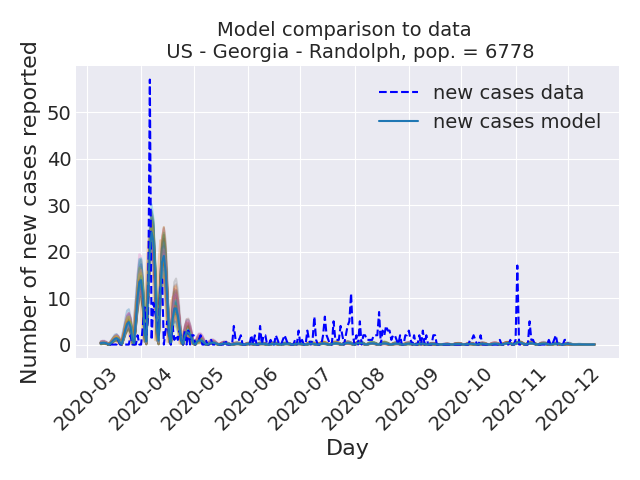 Model comparison to data
US - Georgia - Randolph, pop. = 6778
Number of new cases reported
50
40
30
20
10
0
new cases data
new cases model
2020-03
2020-04
2020-05
2020-06
2020-07
2020-08
2020-09
2020-10
2020-11
2020-12
Day